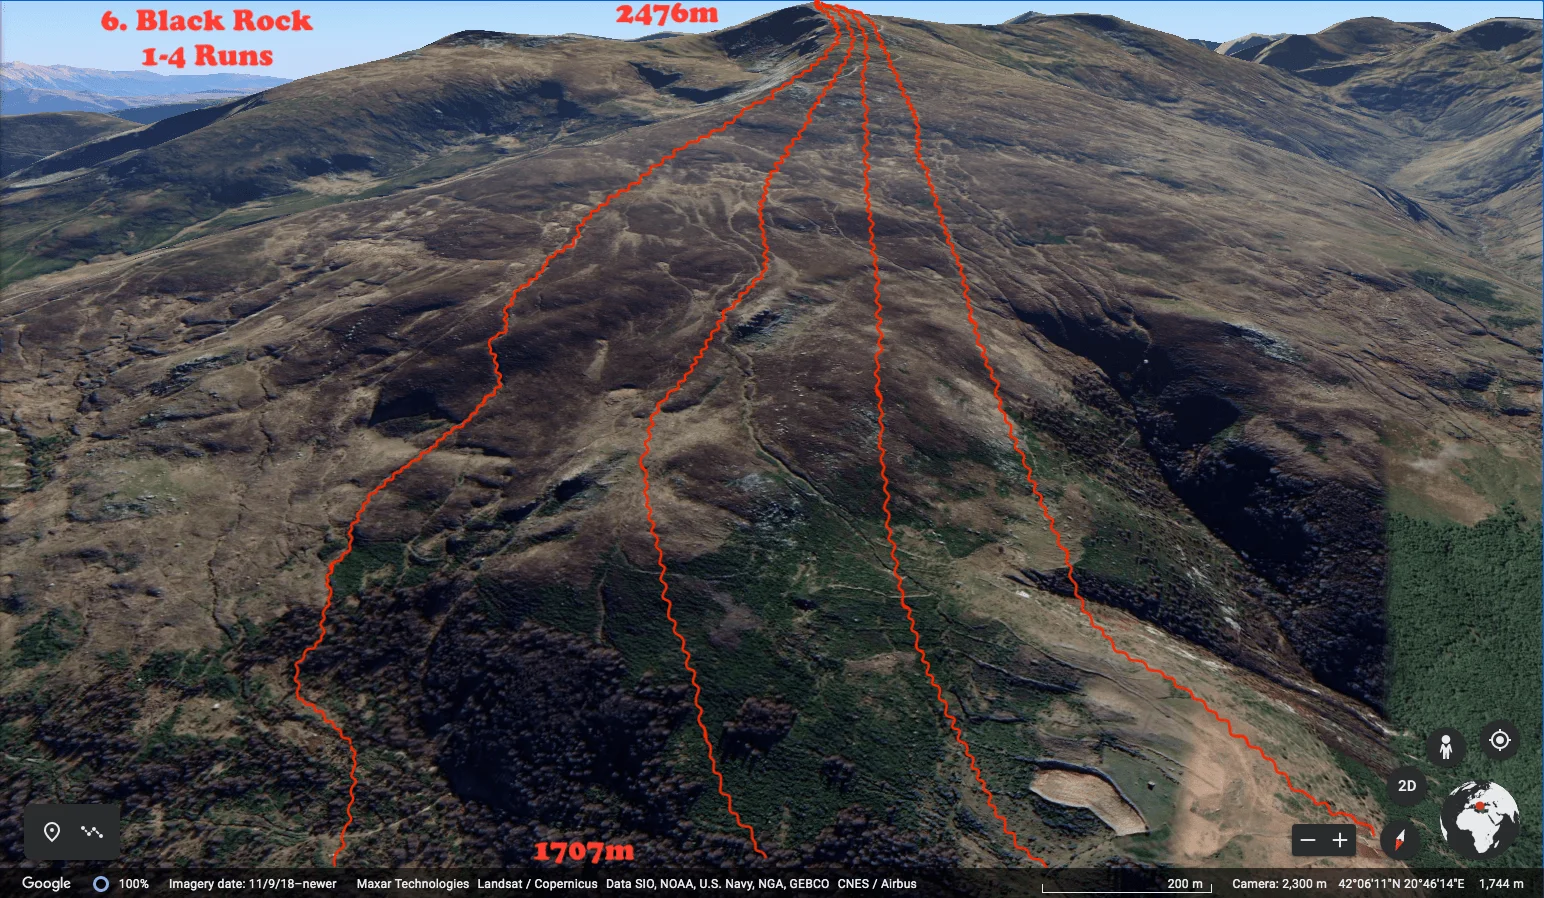 6. Black Rock
1-4 Runs
2476m
1707m
2D
Google 100% Imagery date: 11/9/18–newer Maxar Technologies Landsat / Copernicus Data SIO, NOAA, U.S. Navy, NGA, GEBCO CNES / Airbus 200 m Camera: 2,300 m 42°06'11"N 20°46'14"E 1,744 m